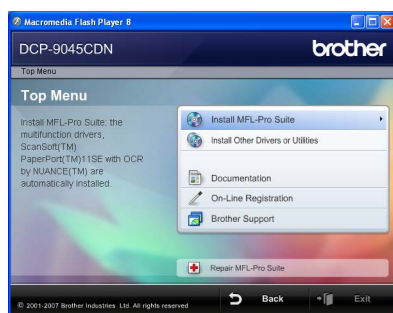 Macromedia Flash Player 8
DCP-9045CDN
brother
Top Menu
Top Menu
Install MFL-Pro Suite: the
multifunction drivers,
ScanSoft(TM)
PaperPort(TM)11SE with OCR
by NUANCE(TM) are
automatically installed.
Install MFL-Pro Suite
Install Other Drivers or Utilities
Documentation
On-Line Registration
Brother Support
Repair MFL-Pro Suite
© 2001-2007 Brother Industries Ltd. All rights reserved
Back
Exit